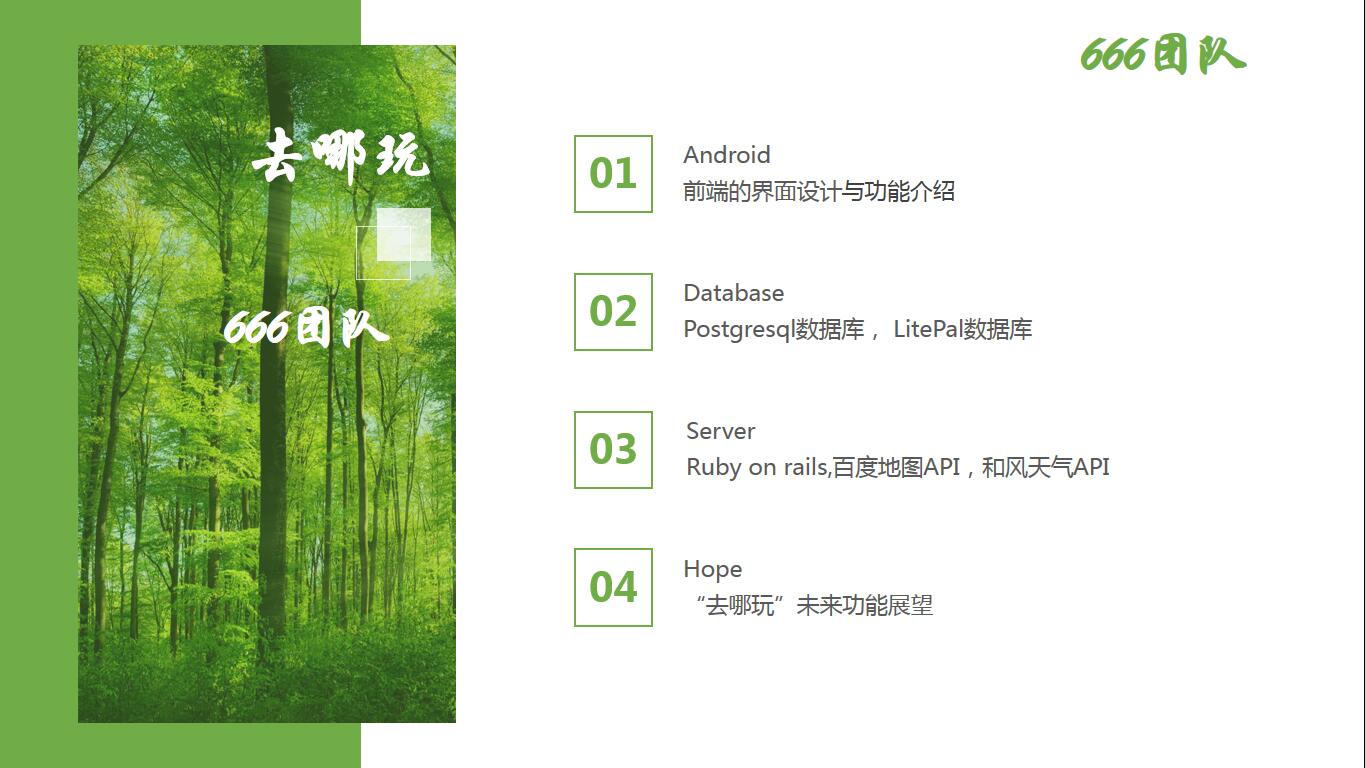 去哪玩
666团队
666团队
01
Android
前端的界面设计与功能介绍
02
Database
Postgresql数据库， LitePal数据库
03
Server
Ruby on rails,百度地图API，和风天气API
04
Hope
“去哪玩”未来功能展望